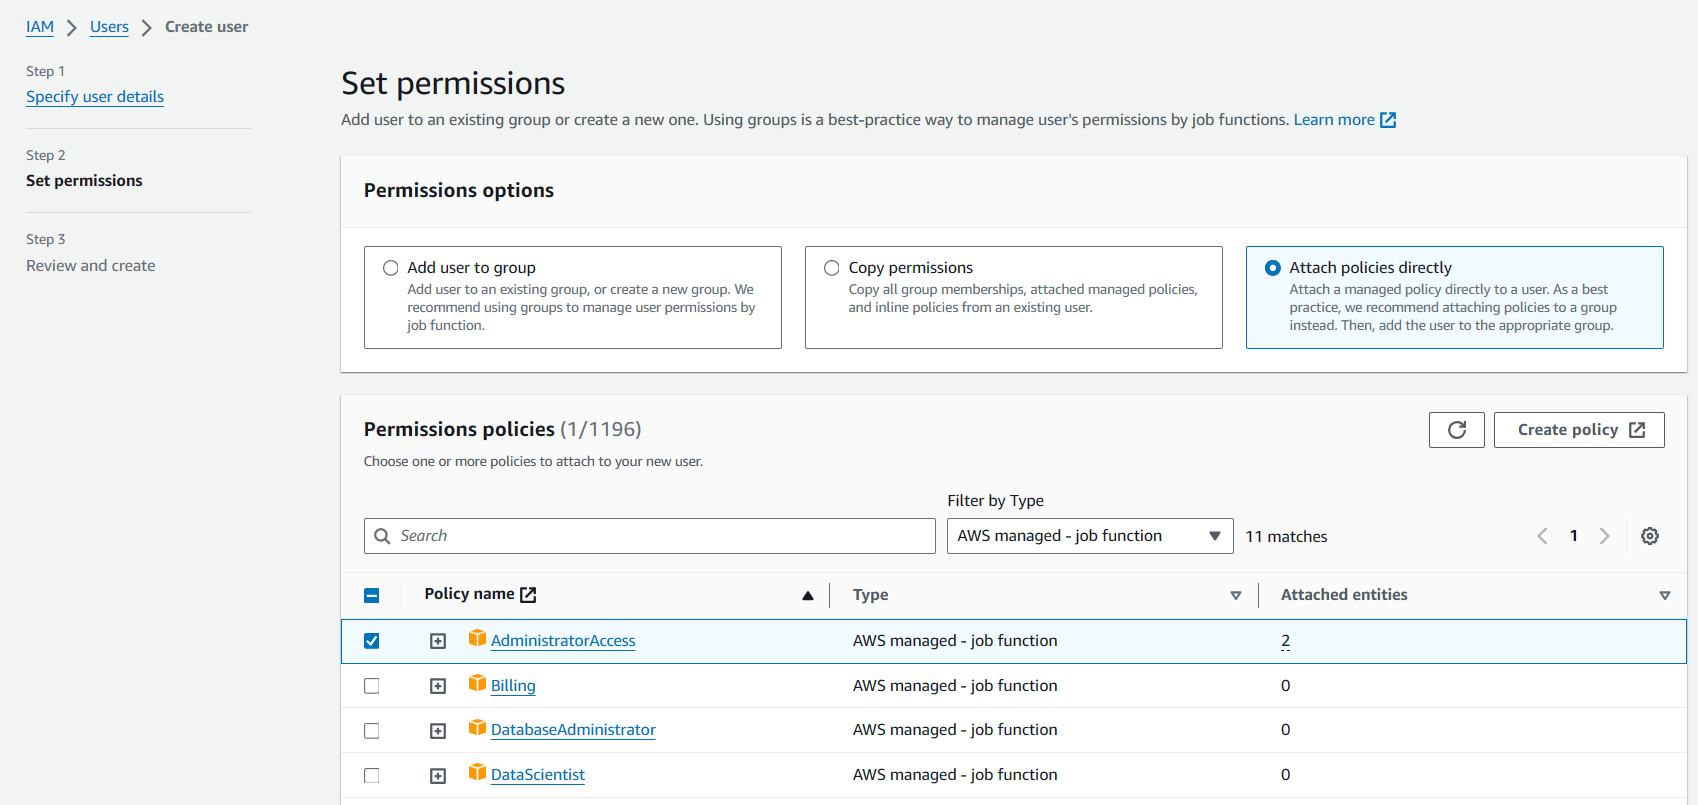 IAM > Users > Create user
Step 1
Specify user details
Step 2
Set permissions
Step 3
Review and create
Set permissions
Add user to an existing group or create a new one. Using groups is a best-practice way to manage user's permissions by job functions. Learn more
Permissions options
Add user to group
Add user to an existing group, or create a new group. We
recommend using groups to manage user permissions by
job function.
Copy permissions
Copy all group memberships, attached managed policies,
and inline policies from an existing user.
Attach policies directly
Attach a managed policy directly to a user. As a best
practice, we recommend attaching policies to a group
instead. Then, add the user to the appropriate group.
Permissions policies (1/1196)
Create policy
Choose one or more policies to attach to your new user.
Filter by Type
Search
AWS managed - job function
11 matches
1
Policy name Type Attached entities
AdministratorAccess AWS managed - job function 2
Billing AWS managed - job function 0
DatabaseAdministrator AWS managed - job function 0
DataScientist AWS managed - job function 0